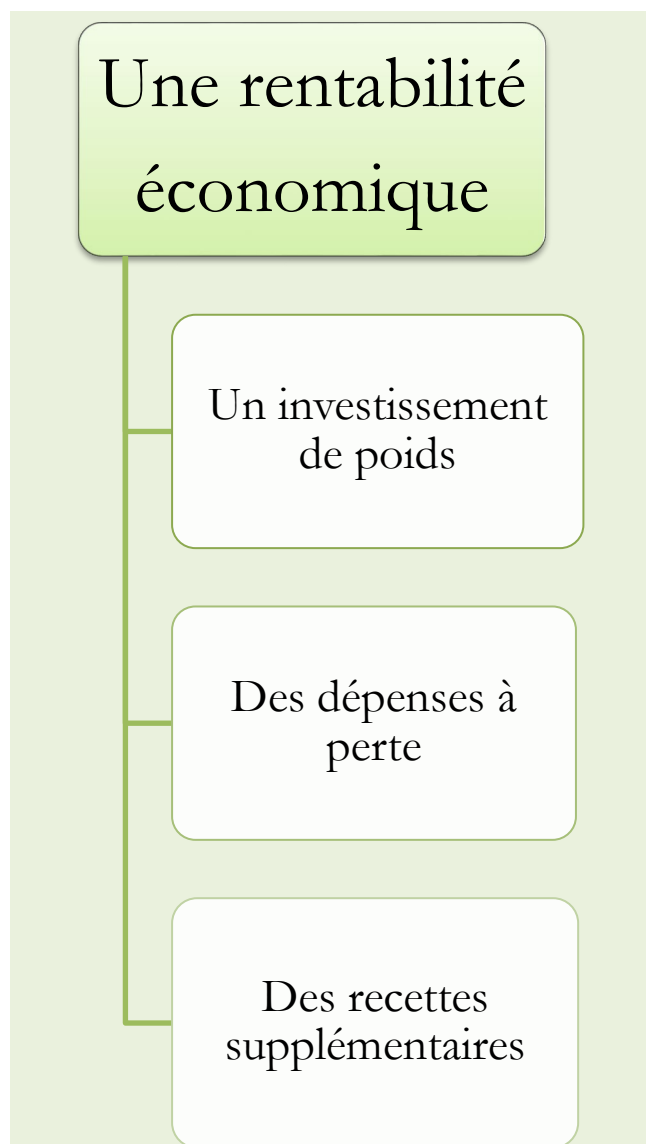 Une rentabilité
économique
Un investissement
de poids
Des dépenses à
perte
Des recettes
supplémentaires